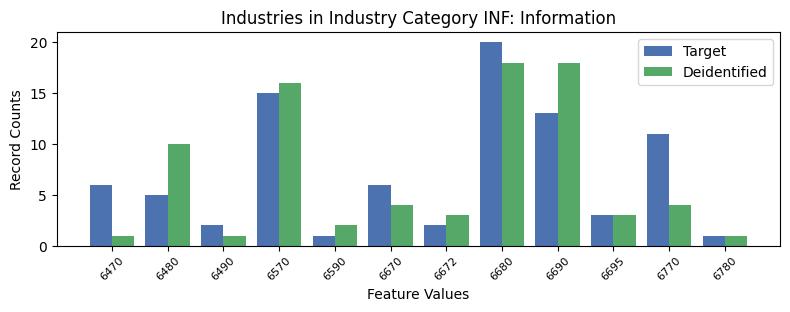 Industries in Industry Category INF: Information
Target
Deidentified
Record Counts
20
15
10
5
0
6470 6480 6490 6570 6590 6670 6672 6680 6690 6695 6770 6780
Feature Values